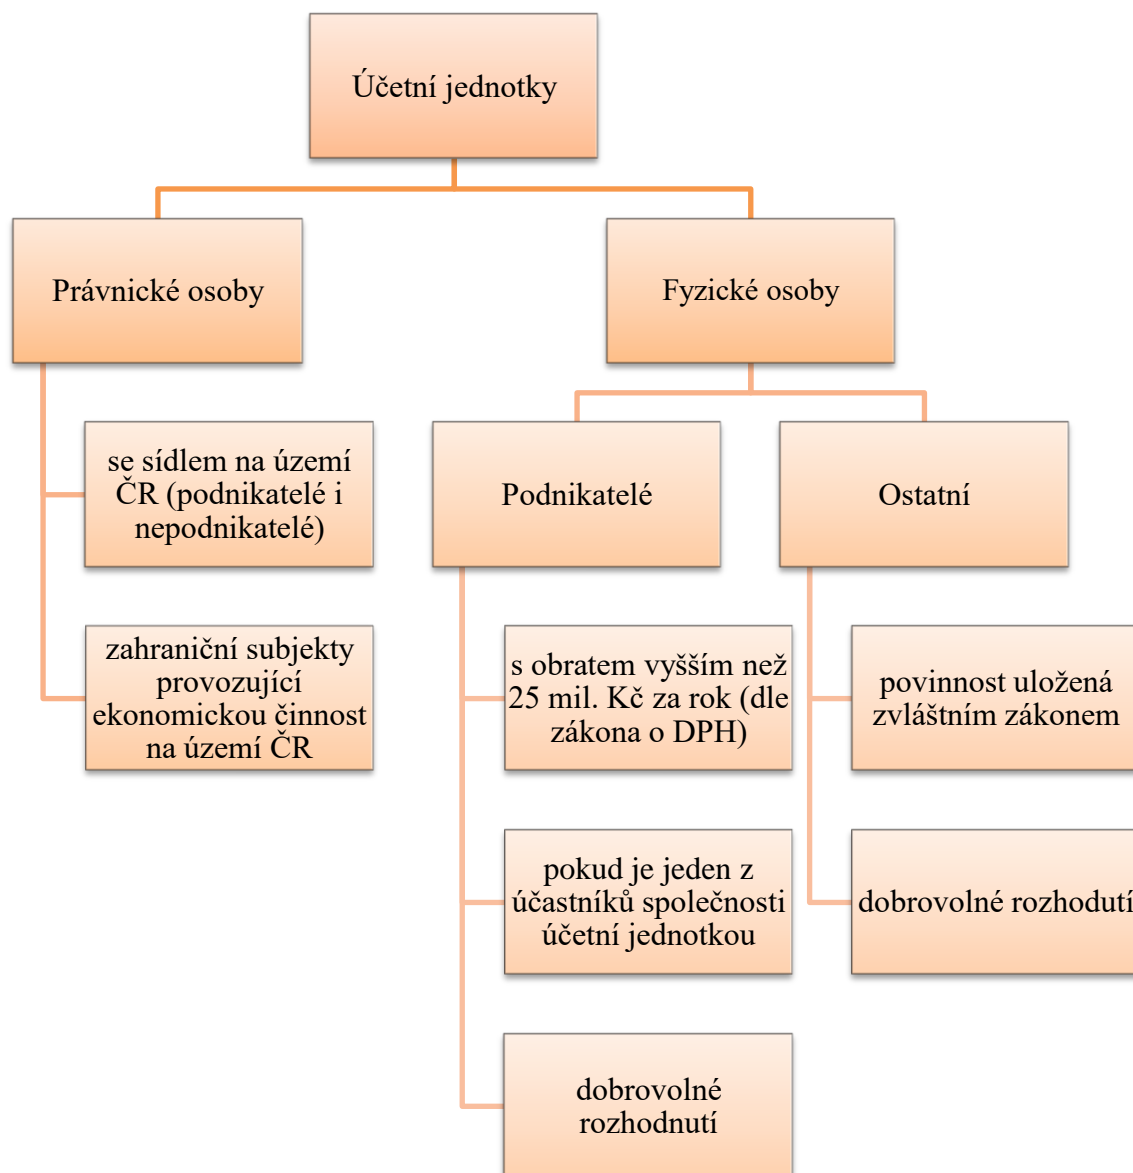 Účetní jednotky
Právnické osoby
Fyzické osoby
se sídlem na území
ČR (podnikatelé i
nepodnikatelé)
Podnikatelé
Ostatní
zahraniční subjekty
provozující
ekonomickou činnost
na území ČR
s obratem vyšším než
25 mil. Kč za rok (dle
zákona o DPH)
povinnost uložená
zvláštním zákonem
pokud je jeden z
účastníků společnosti
účetní jednotkou
dobrovolné rozhodutí
dobrovolné
rozhodnutí